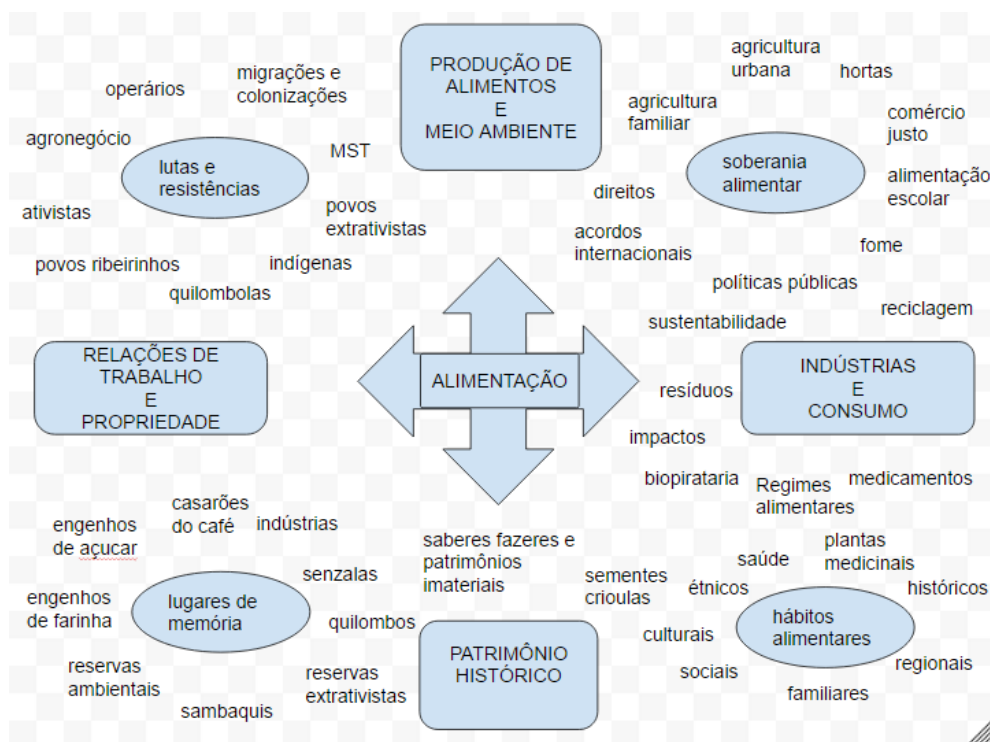 PRODUÇÃO DE
ALIMENTOS
E
MEIO AMBIENTE
operários
migrações e
colonizações
agronegócio
MST
lutas e
resistências
ativistas
povos
extrativistas
povos ribeirinhos
indígenas
quilombolas
agricultura
urbana
hortas
agricultura
familiar
comércio
justo
soberania
alimentar
alimentação
escolar
direitos
acordos
internacionais
fome
políticas públicas
reciclagem
sustentabilidade
RELAÇÕES DE
TRABALHO
E
PROPRIEDADE
ALIMENTAÇÃO
INDÚSTRIAS
E
CONSUMO
resíduos
impactos
biopirataria
Regimes
alimentares
medicamentos
casarões
do café
indústrias
engenhos
de açucar
senzalas
engenhos
de farinha
lugares de
memória
quilombos
reservas
ambientais
sambaquis
reservas
extrativistas
saberes fazeres e
patrimônios
imateriais
PATRIMÔNIO
HISTÓRICO
sementes
crioulas
étnicos
saúde
plantas
medicinais
históricos
culturais
hábitos
alimentares
sociais
regionais
familiares